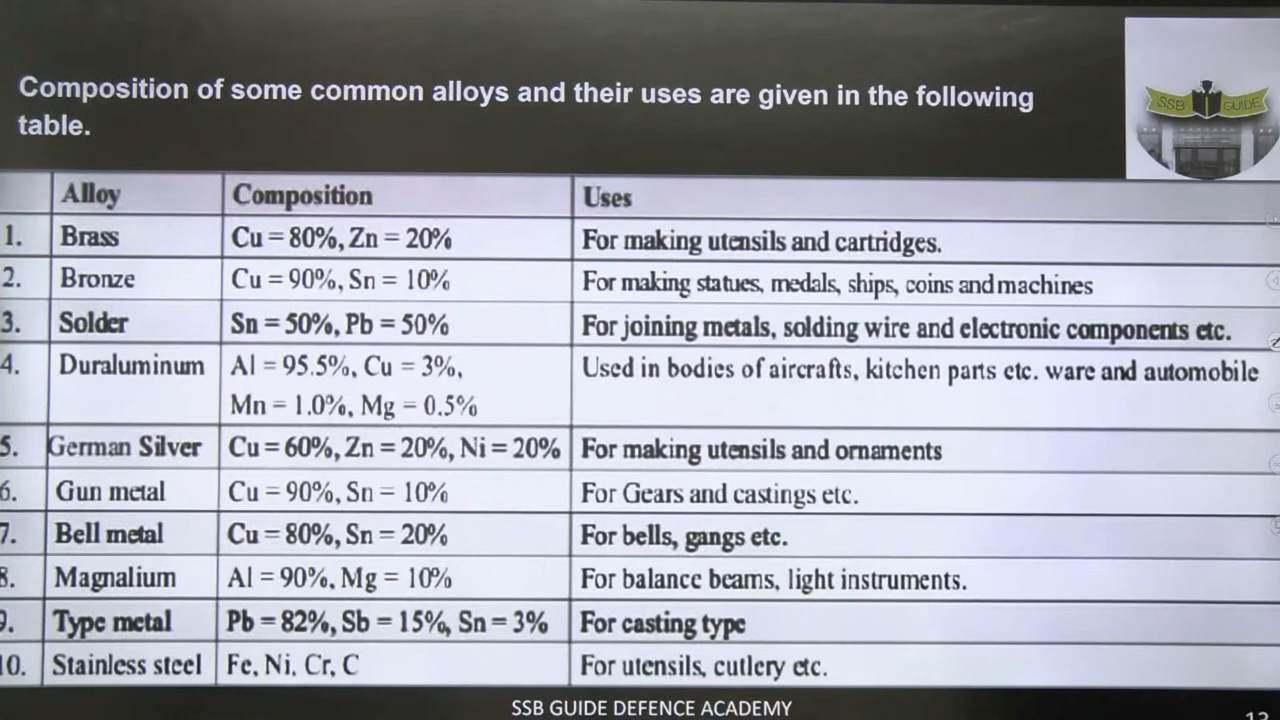 Composition of some common alloys and their uses are given in the following
table.
SSB GUIDE
Alloy Composition Uses
1. Brass Cu = 80%, Zn = 20% For making utensils and cartridges.
2. Bronze Cu = 90%, Sn = 10% For making statues, medals, ships, coins and machines
3. Solder Sn = 50%, Pb = 50% For joining metals, solding wire and electronic components etc.
4. Duraluminum Al = 95.5%, Cu = 3%, Used in bodies of aircrafts, kitchen parts etc. ware and automobile
Mn = 1.0%, Mg = 0.5%
5. German Silver Cu = 60%, Zn = 20%, Ni = 20% For making utensils and ornaments
6. Gun metal Cu = 90%, Sn = 10% For Gears and castings etc.
7. Bell metal Cu = 80%, Sn = 20% For bells, gangs etc.
8. Magnalium Al = 90%, Mg = 10% For balance beams, light instruments.
9. Type metal Pb = 82%, Sb = 15%, Sn = 3% For casting type
10. Stainless steel Fe, Ni, Cr, C For utensils, cutlery etc.
SSB GUIDE DEFENCE ACADEMY